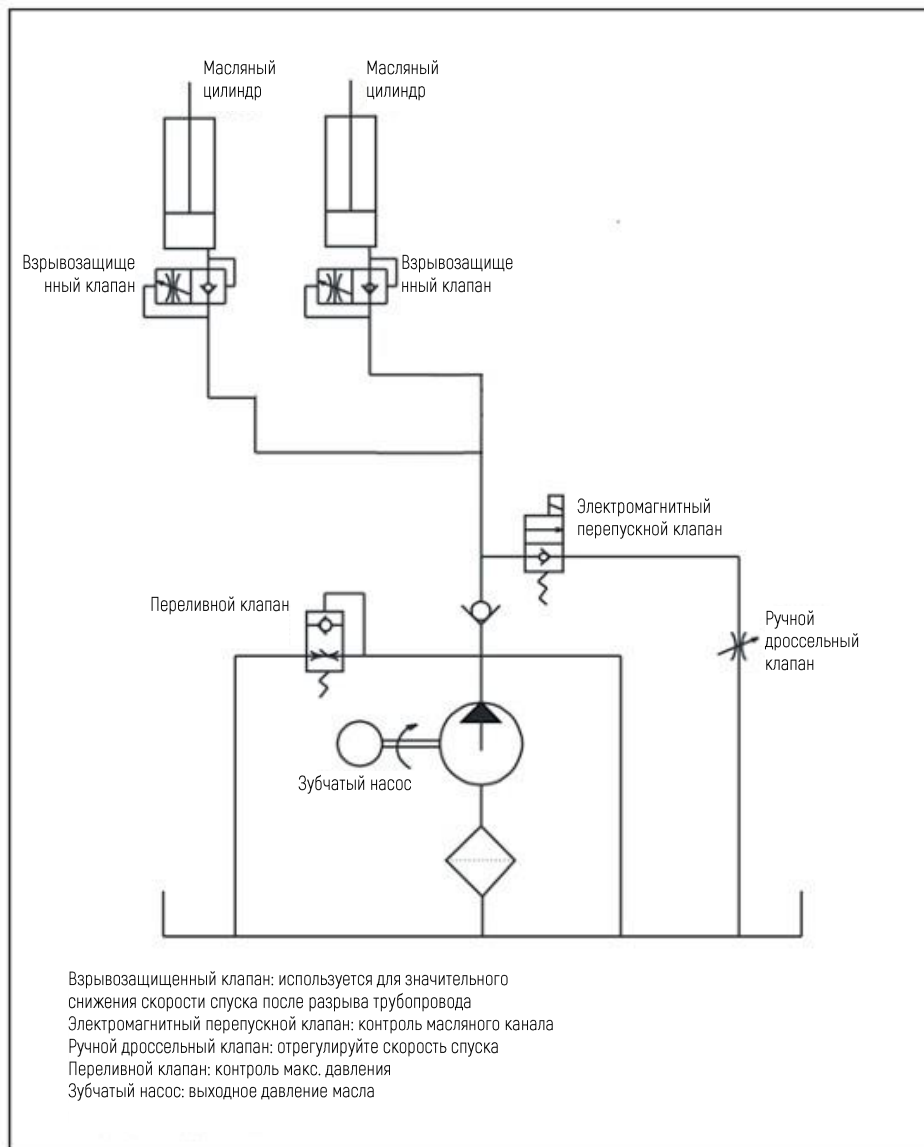 Масляный
цилиндр
Масляный
цилиндр
Взрывозащище
нный клапан
Взрывозащище
нный клапан
Электромагнитный
перепускной клапан
Переливной клапан
Ручной
дроссельный
клапан
Зубчатый насос
Взрывозащищенный клапан: используется для значительного
снижения скорости спуска после разрыва трубопровода
Электромагнитный перепускной клапан: контроль масляного канала
Ручной дроссельный клапан: отрегулируйте скорость спуска
Переливной клапан: контроль макс. давления
Зубчатый насос: выходное давление масла